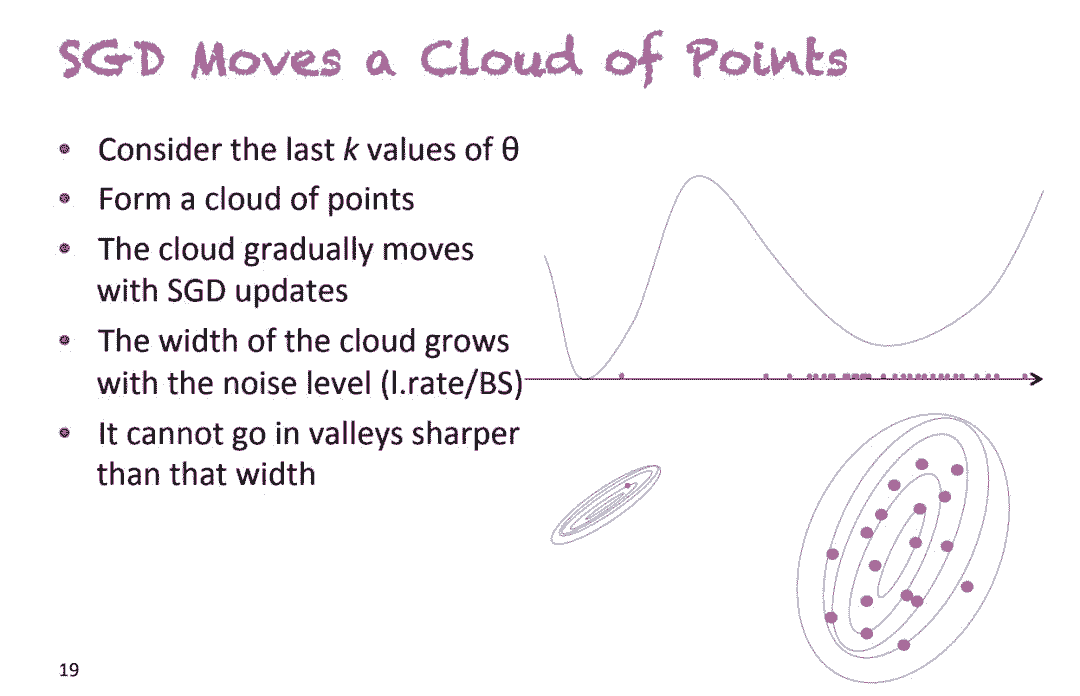 SGD Moves a Cloud of Points
• Consider the last k values of θ
• Form a cloud of points
• The cloud gradually moves
with SGD updates
• The width of the cloud grows
with the noise level (l.rate/BS)
• It cannot go in valleys sharper
than that width
19